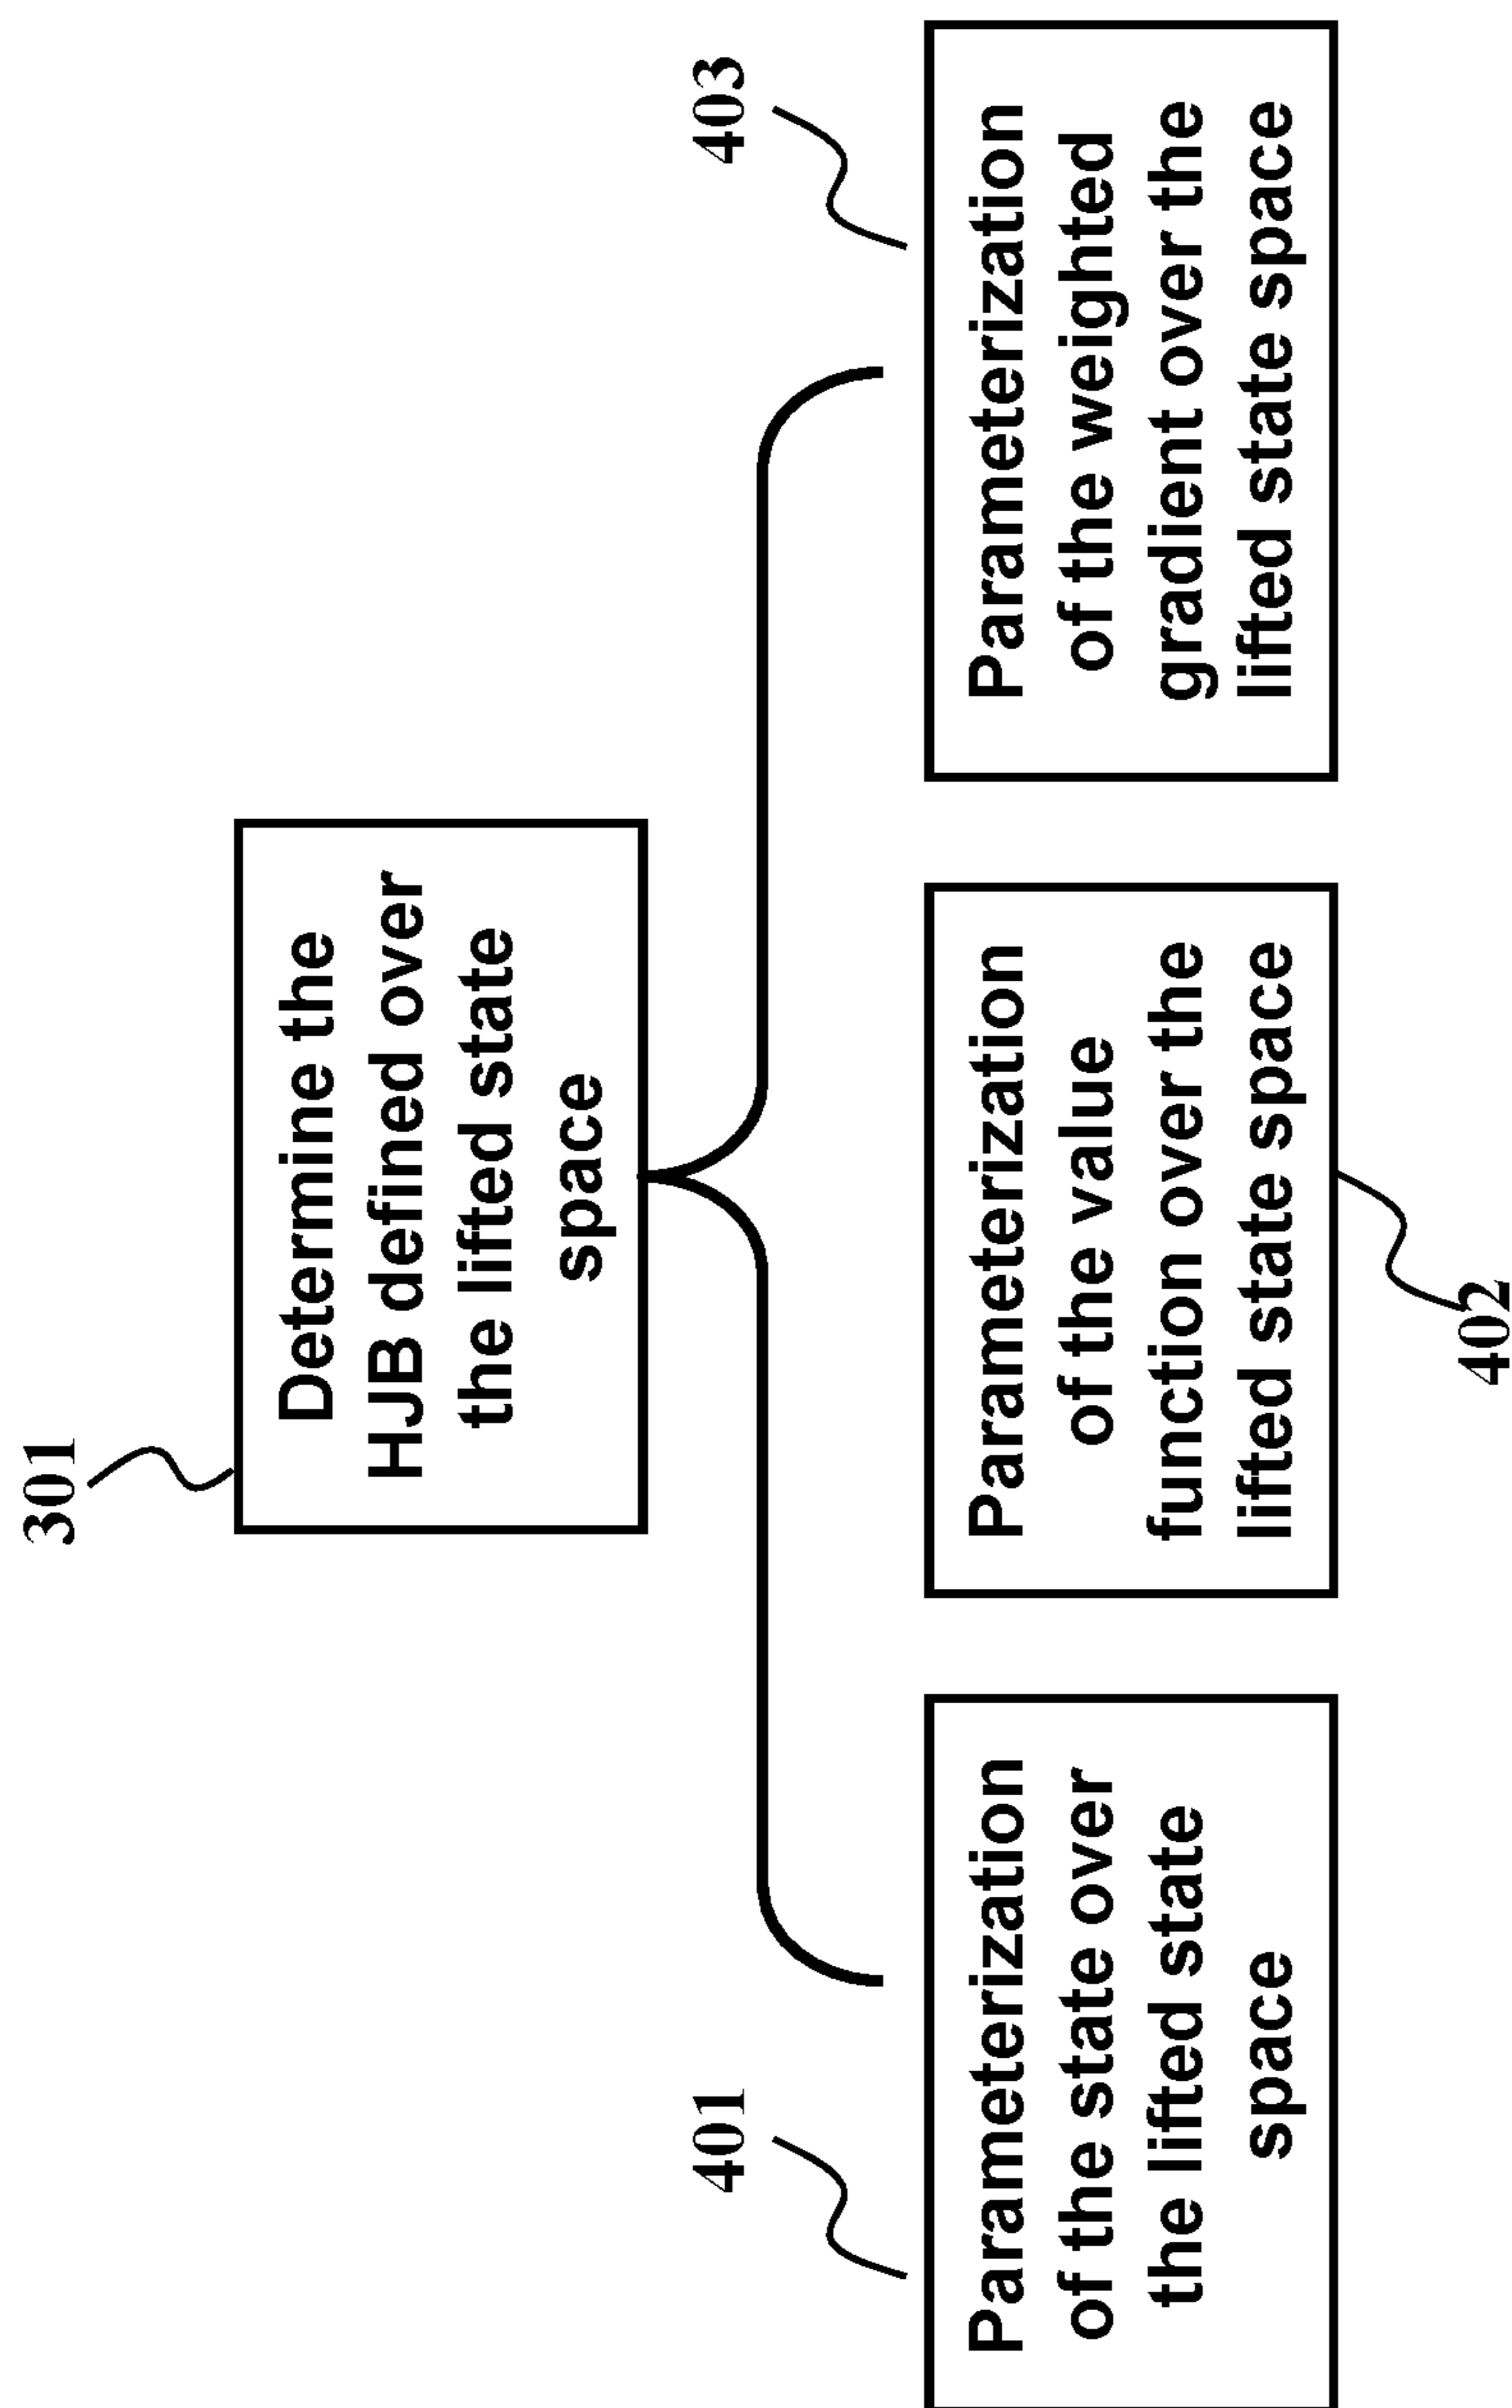 301
Determine the
HJB defined over
the lifted state
space
401
Parameterization
of the state over
the lifted state
space
402
Parameterization
of the value
function over the
lifted state space
403
Parameterization
of the weighted
gradient over the
lifted state space